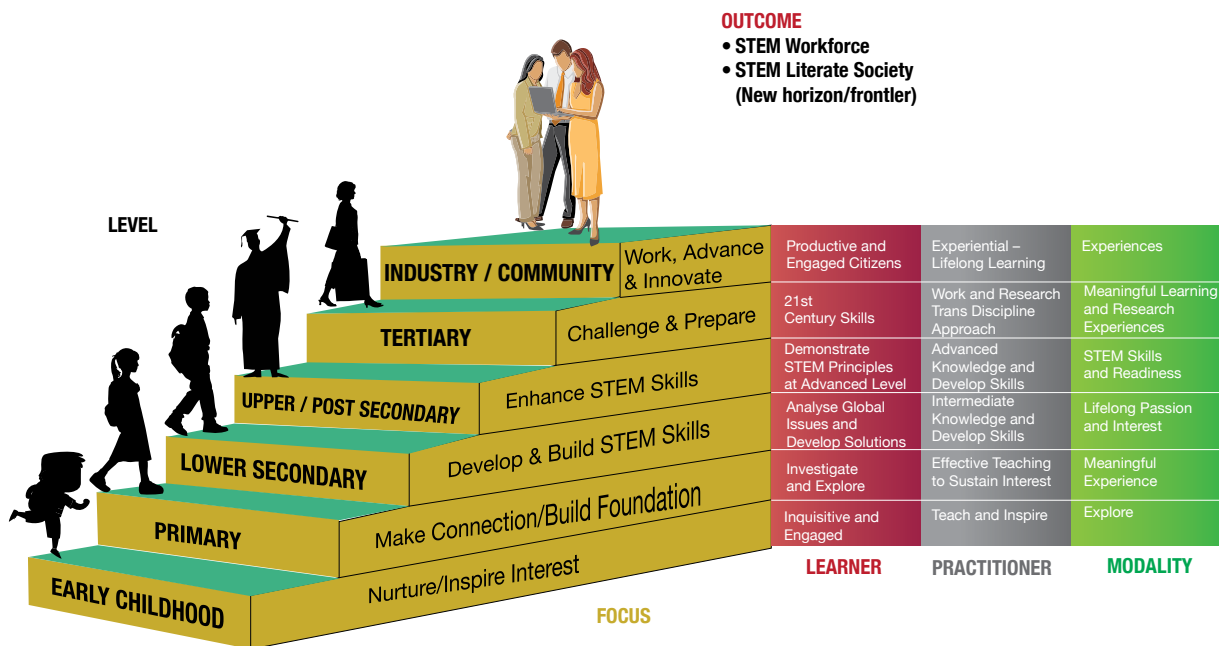 OUTCOME
• STEM Workforce
• STEM Literate Society
(New horizon/frontler)
LEVEL
INDUSTRY / COMMUNITY
Work, Advance
& Innovate
Productive and
Engaged Citizens
Experiential –
Lifelong Learning
Experiences
TERTIARY
Challenge & Prepare
21st
Century Skills
Work and Research
Trans Discipline
Approach
Meaningful Learning
and Research
Experiences
UPPER / POST SECONDARY
Enhance STEM Skills
Demonstrate
STEM Principles
at Advanced Level
Advanced
Knowledge and
Develop Skills
STEM Skills
and Readiness
LOWER SECONDARY
Develop & Build STEM Skills
Analyse Global
Issues and
Develop Solutions
Intermediate
Knowledge and
Develop Skills
Lifelong Passion
and Interest
PRIMARY
Make Connection/Build Foundation
Investigate
and Explore
Effective Teaching
to Sustain Interest
Meaningful
Experience
EARLY CHILDHOOD
Nurture/Inspire Interest
Inquisitive and
Engaged
Teach and Inspire
Explore
LEARNER
PRACTITIONER
MODALITY
FOCUS